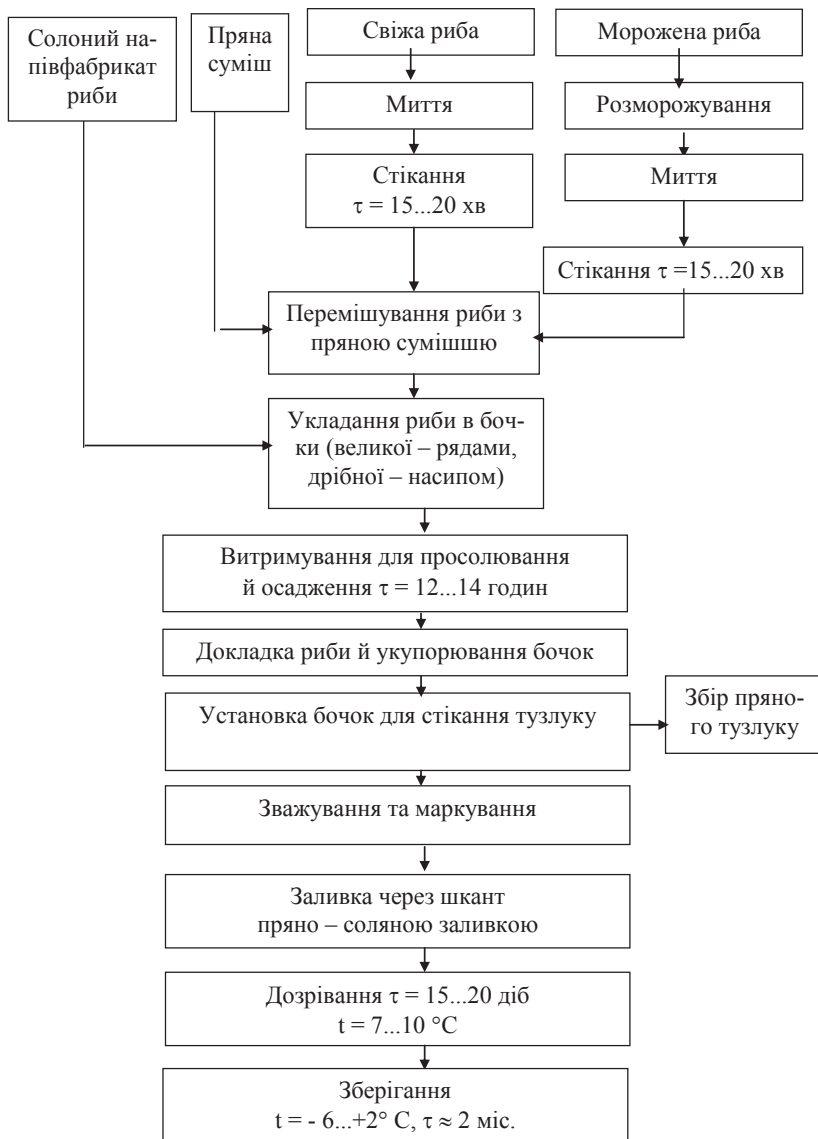 Солоний на-
півфабрикат
риби
Пряна
суміш
Свіжа риба
Морожена риба
Миття
Розморожування
Стікання
τ = 15...20 хв
Миття
Стікання τ =15...20 хв
Перемішування риби з
пряною сумішшю
Укладання риби в боч-
ки (великої – рядами,
дрібної – насипом)
Витримування для просолювання
й осадження τ = 12...14 годин
Докладка риби й укупорювання бочок
Установка бочок для стікання тузлуку
Збір пряно-
го тузлуку
Зважування та маркування
Заливка через шкант
пряно – соляною заливкою
Дозрівання τ = 15...20 діб
t = 7...10 °С
Зберігання
t = - 6...+2° С, τ ≈ 2 міс.